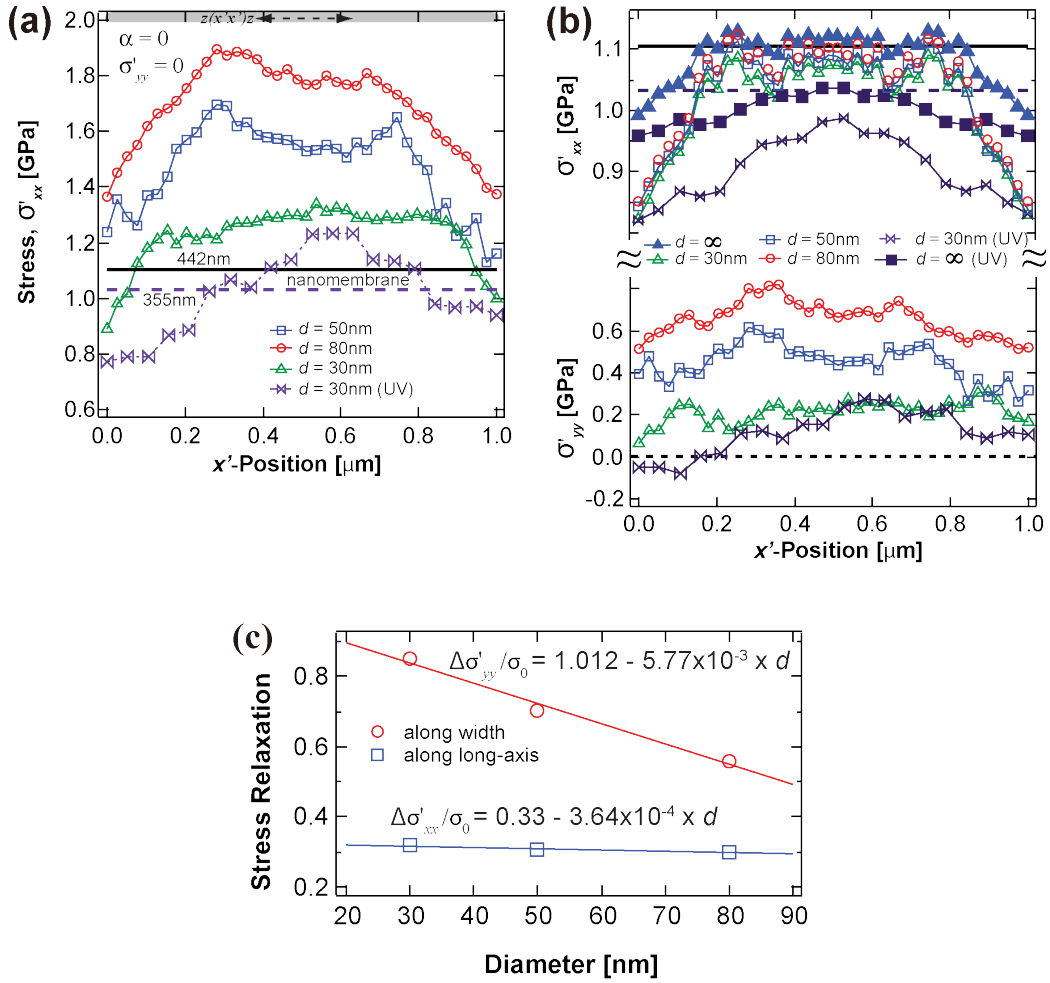 (a)
z(x'x')z
α = 0
σ'yy = 0
2.0
1.8
1.6
1.4
1.2
1.0
0.8
0.6
Stress, σ'xx [GPa]
442nm
nanomembrane
355nm
d = 50nm
d = 80nm
d = 30nm
d = 30nm (UV)
0.0 0.2 0.4 0.6 0.8 1.0
x'-Position [μm]
(b)
1.1
1.0
0.9
σ'xx [GPa]
d = ∞ d = 50nm d = 30nm (UV)
d = 30nm d = 80nm d = ∞ (UV)
0.6
0.4
0.2
0.0
-0.2
σ'yy [GPa]
0.0 0.2 0.4 0.6 0.8 1.0
x'-Position [μm]
(c)
0.8
0.6
0.4
0.2
Stress Relaxation
Δσ'yy/σ0 = 1.012 - 5.77x10-3 x d
along width
along long-axis
Δσ'xx/σ0 = 0.33 - 3.64x10-4 x d
20 30 40 50 60 70 80 90
Diameter [nm]